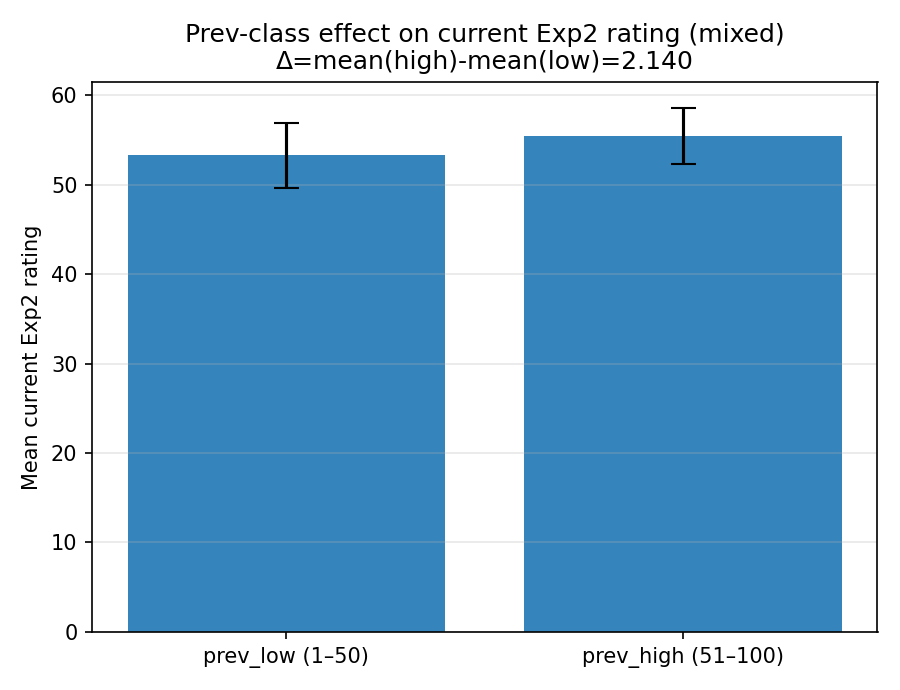 Prev-class effect on current Exp2 rating (mixed)
Δ=mean(high)-mean(low)=2.140
Mean current Exp2 rating
60
50
40
30
20
10
0
prev_low (1–50)
prev_high (51–100)